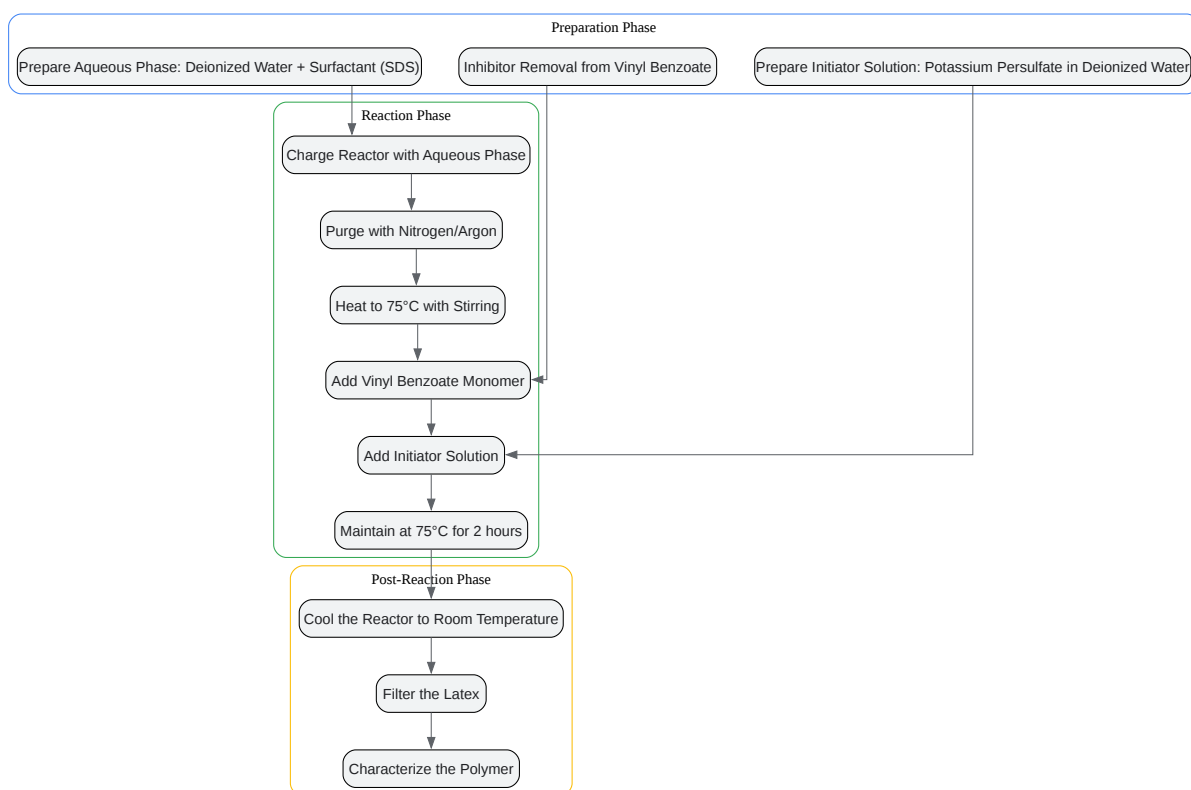 Preparation Phase
Prepare Aqueous Phase: Deionized Water + Surfactant (SDS)
Inhibitor Removal from Vinyl Benzoate
Prepare Initiator Solution: Potassium Persulfate in Deionized Water
Reaction Phase
Charge Reactor with Aqueous Phase
Purge with Nitrogen/Argon
Heat to 75°C with Stirring
Add Vinyl Benzoate Monomer
Add Initiator Solution
Maintain at 75°C for 2 hours
Post-Reaction Phase
Cool the Reactor to Room Temperature
Filter the Latex
Characterize the Polymer